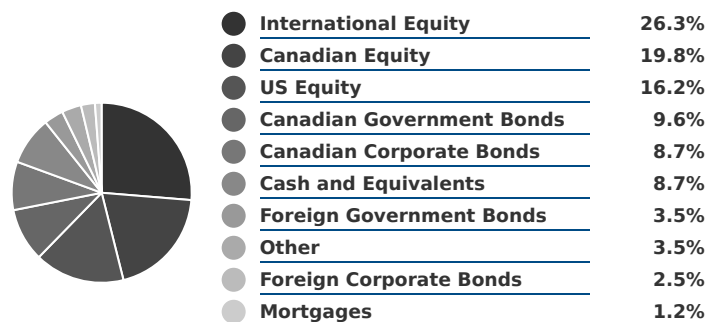 International Equity 26.3%
Canadian Equity 19.8%
US Equity 16.2%
Canadian Government Bonds 9.6%
Canadian Corporate Bonds 8.7%
Cash and Equivalents 8.7%
Foreign Government Bonds 3.5%
Other 3.5%
Foreign Corporate Bonds 2.5%
Mortgages 1.2%